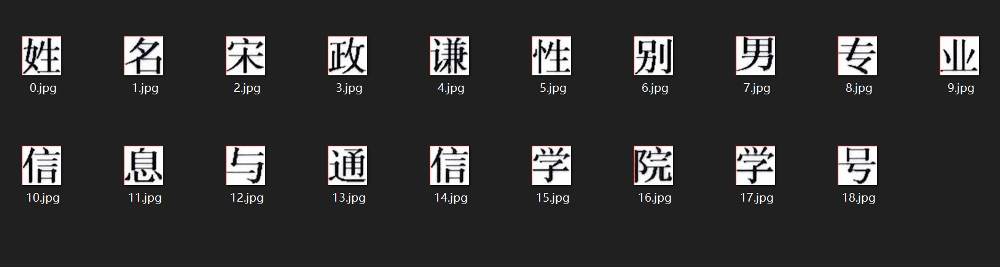 姓 名 宋 政 谦 性 别 男 专 业
0.jpg 1.jpg 2.jpg 3.jpg 4.jpg 5.jpg 6.jpg 7.jpg 8.jpg 9.jpg
信 息 与 通 信 学 院 学 号
10.jpg 11.jpg 12.jpg 13.jpg 14.jpg 15.jpg 16.jpg 17.jpg 18.jpg